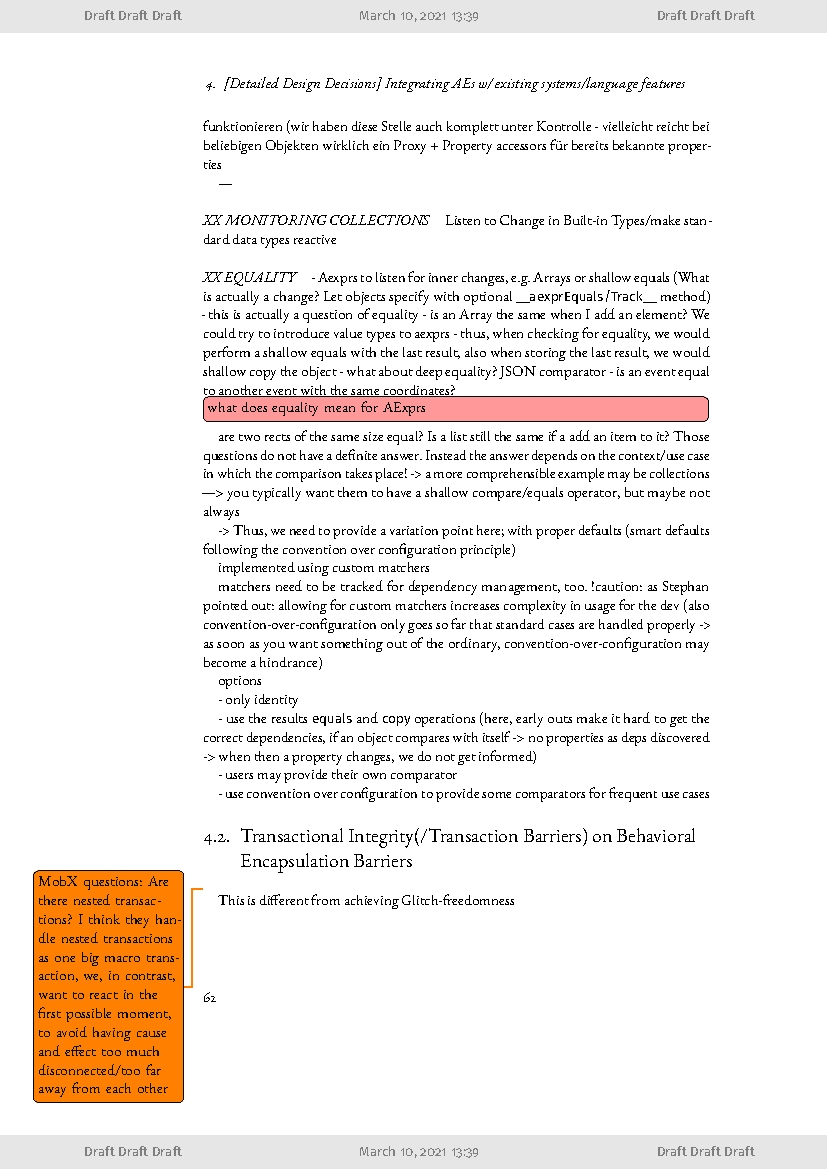 Draft Draft Draft March 10, 2021 13:39 Draft Draft Draft
4. [Detailed Design Decisions] Integrating AEs w/ existing systems/language features
funktionieren (wir haben diese Stelle auch komplett unter Kontrolle - vielleicht reicht bei
beliebigen Objekten wirklich ein Proxy + Property accessors für bereits bekannte proper-
ties
—
XX MONITORING COLLECTIONS Listen to Change in Built-in Types/make stan-
dard data types reactive
XX EQUALITY - Aexprs to listen for inner changes, e.g. Arrays or shallow equals (What
is actually a change? Let objects specify with optional __aexprEquals/Track__ method)
- this is actually a question of equality - is an Array the same when I add an element? We
could try to introduce value types to aexprs - thus, when checking for equality, we would
perform a shallow equals with the last result, also when storing the last result, we would
shallow copy the object - what about deep equality? JSON comparator - is an event equal
to another event with the same coordinates?
what does equality mean for AExprs
are two rects of the same size equal? Is a list still the same if a add an item to it? Those
questions do not have a definite answer. Instead the answer depends on the context/use case
in which the comparison takes place! -> a more comprehensible example may be collections
—> you typically want them to have a shallow compare/equals operator, but maybe not
always
-> Thus, we need to provide a variation point here; with proper defaults (smart defaults
following the convention over configuration principle)
implemented using custom matchers
matchers need to be tracked for dependency management, too. !caution: as Stephan
pointed out: allowing for custom matchers increases complexity in usage for the dev (also
convention-over-configuration only goes so far that standard cases are handled properly ->
as soon as you want something out of the ordinary, convention-over-configuration may
become a hindrance)
options
- only identity
- use the results equals and copy operations (here, early outs make it hard to get the
correct dependencies, if an object compares with itself -> no properties as deps discovered
-> when then a property changes, we do not get informed)
- users may provide their own comparator
- use convention over configuration to provide some comparators for frequent use cases
4.2. Transactional Integrity(/Transaction Barriers) on Behavioral
Encapsulation Barriers
This is different from achieving Glitch-freedomness
MobX questions: Are
there nested transac-
tions? I think they han-
dle nested transactions
as one big macro trans-
action, we, in contrast,
want to react in the
first possible moment,
to avoid having cause
and effect too much
disconnected/too far
away from each other
62
Draft Draft Draft March 10, 2021 13:39 Draft Draft Draft